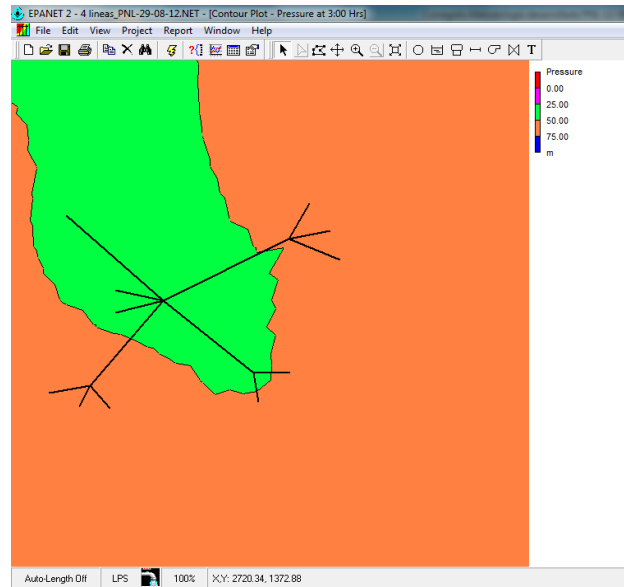 EPANET 2 - 4 lineas_PNL-29-08-12.NET - [Contour Plot - Pressure at 3:00 Hrs]
File Edit View Project Report Window Help
T
Pressure
0.00
25.00
50.00
75.00
m
Auto-Length Off LPS 100% X,Y: 2720.34, 1372.88